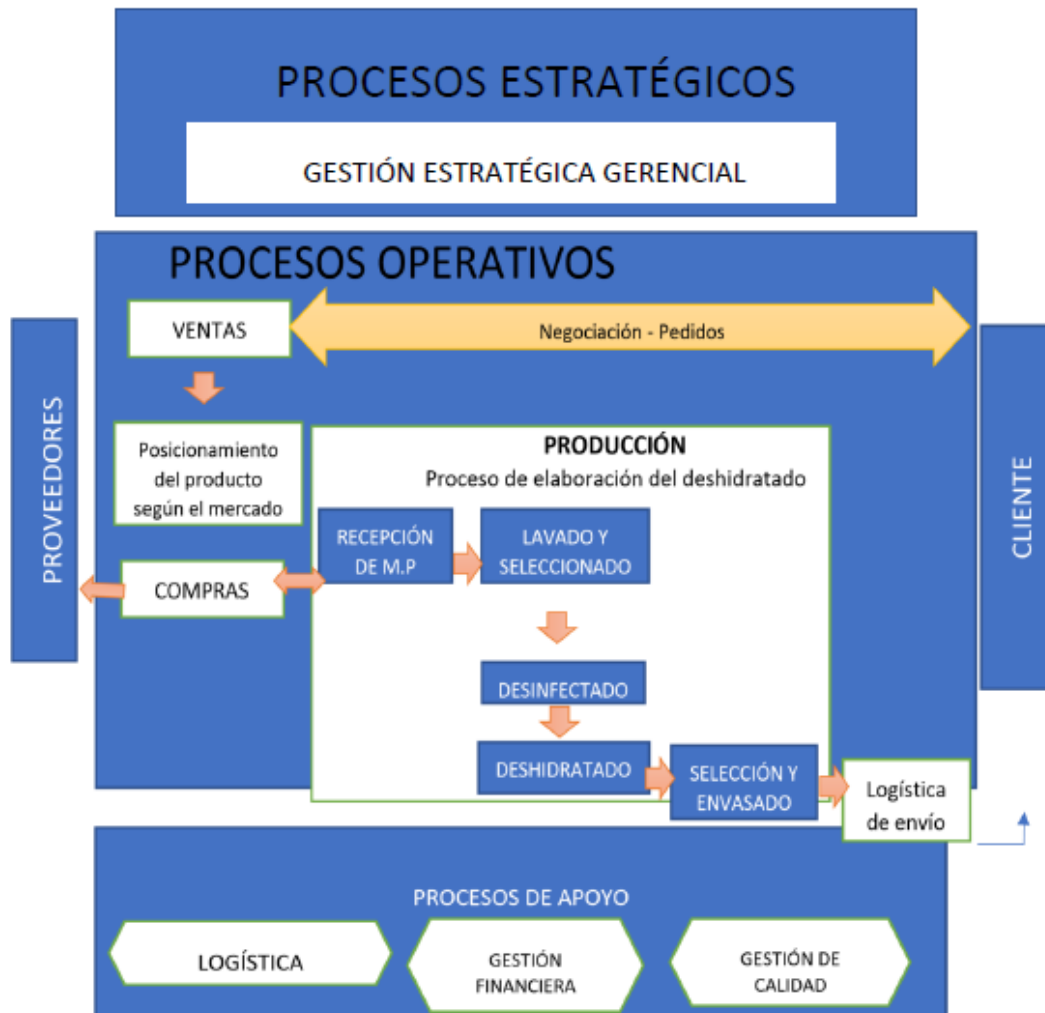 PROCESOS ESTRATÉGICOS
GESTIÓN ESTRATÉGICA GERENCIAL
PROCESOS OPERATIVOS
VENTAS
Negociación - Pedidos
PROVEEDORES
CLIENTE
Posicionamiento
del producto
según el mercado
PRODUCCIÓN
Proceso de elaboración del deshidratado
RECEPCIÓN
DE M.P
LAVADO Y
SELECCIONADO
COMPRAS
DESINFECTADO
DESHIDRATADO
SELECCIÓN Y
ENVASADO
Logística
de envío
PROCESOS DE APOYO
LOGÍSTICA
GESTIÓN
FINANCIERA
GESTIÓN DE
CALIDAD